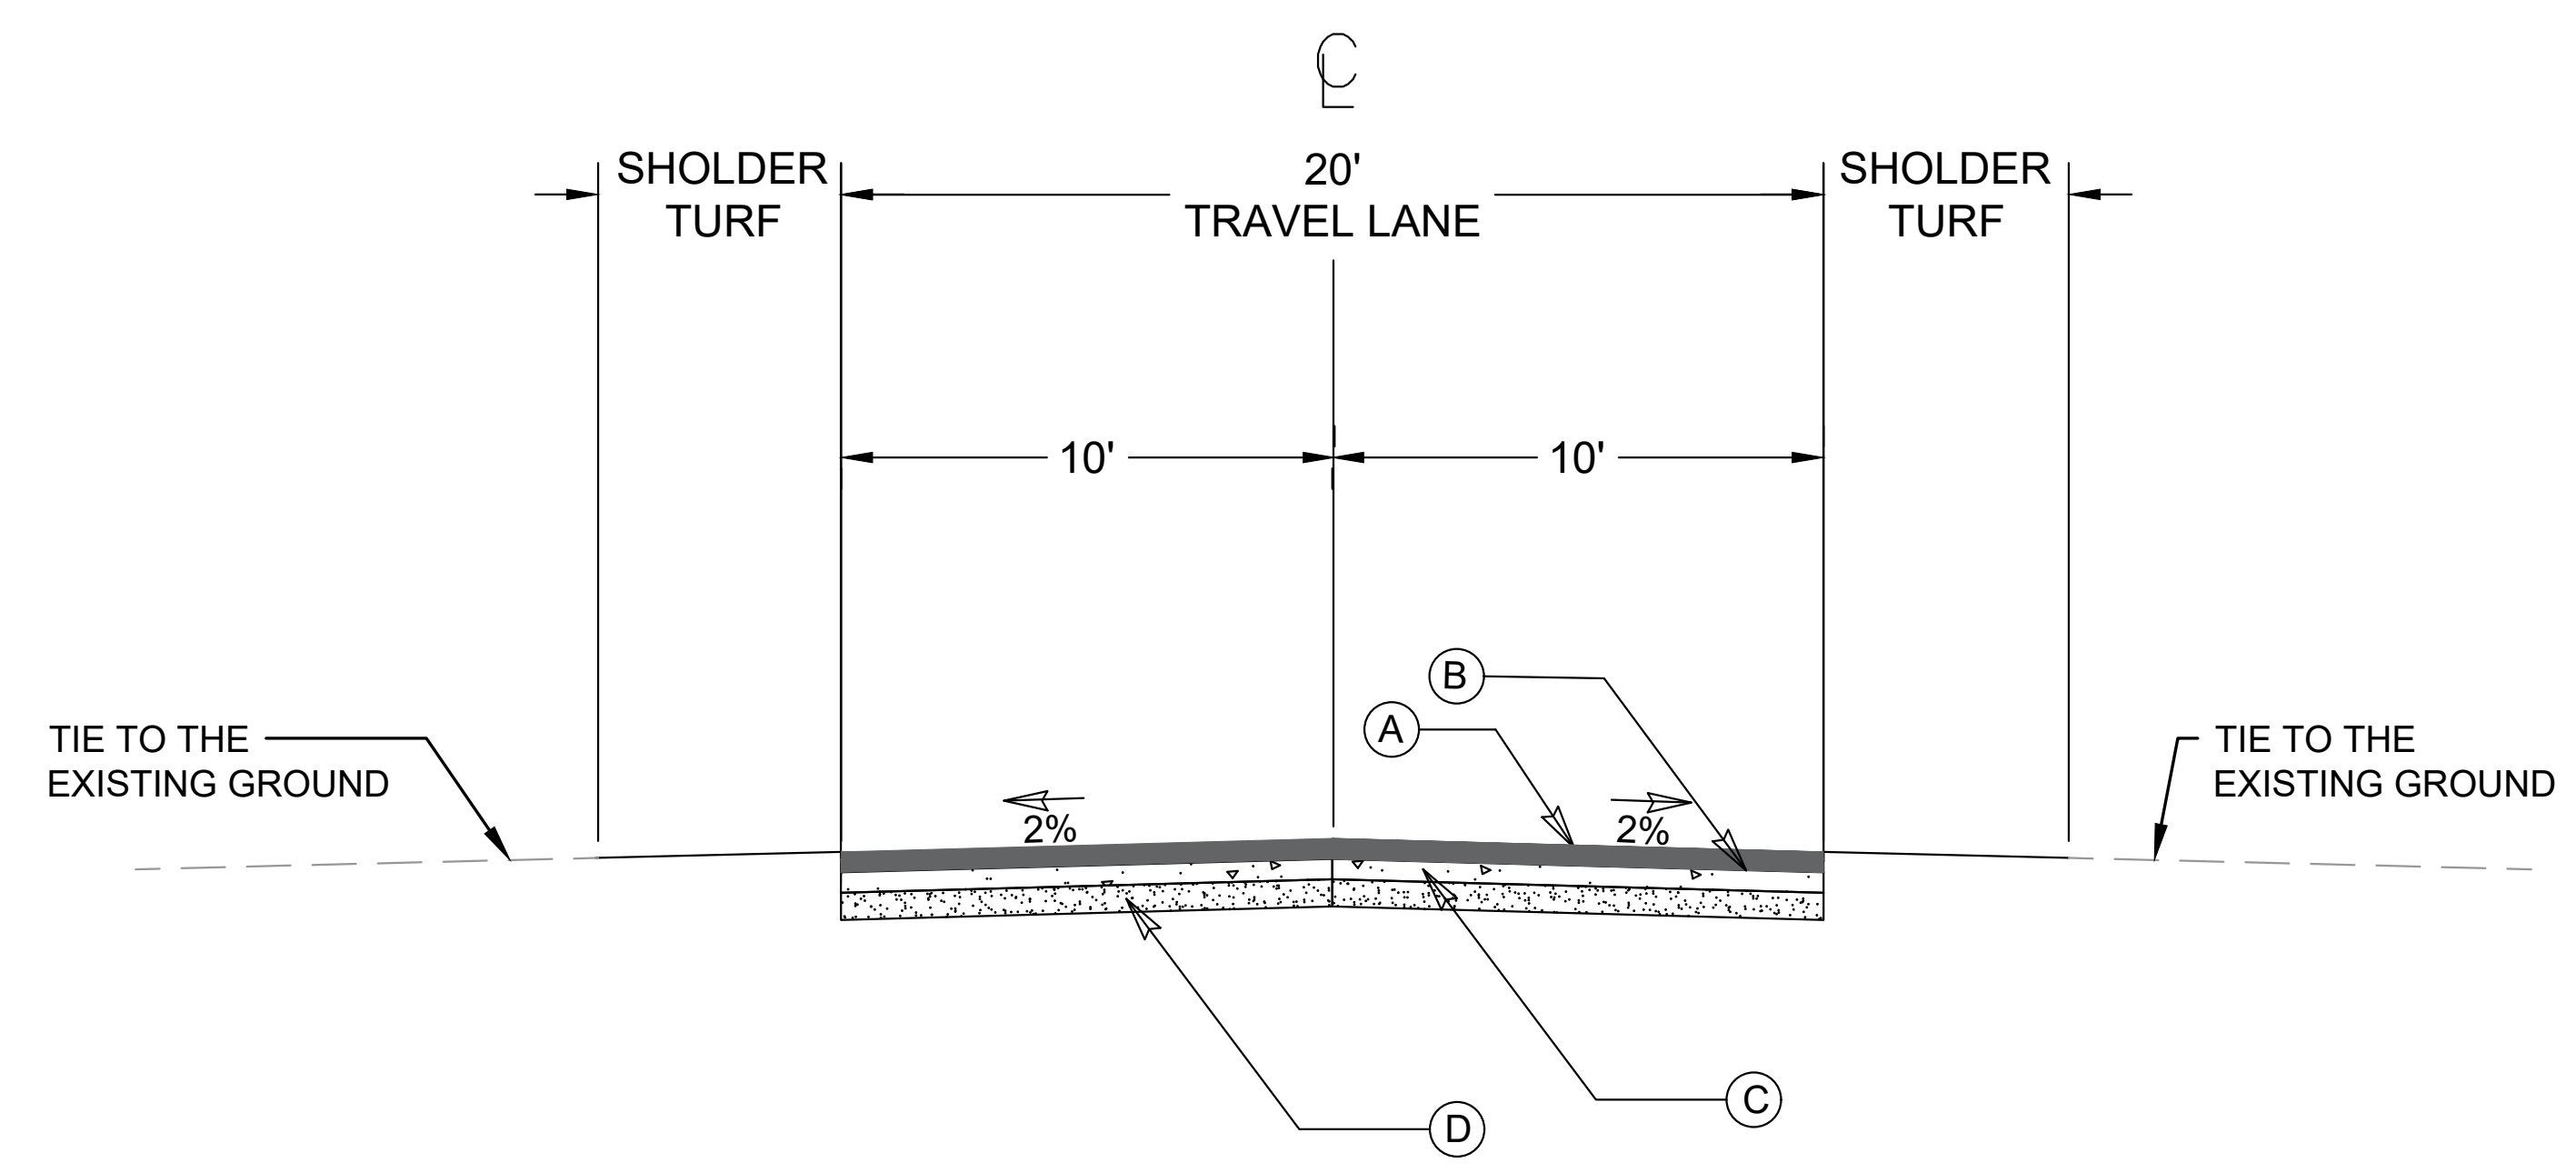 ℄
SHOLDER
TURF
20'
TRAVEL LANE
SHOLDER
TURF
10'
10'
B
A
TIE TO THE
EXISTING GROUND
TIE TO THE
EXISTING GROUND
2%
2%
C
D